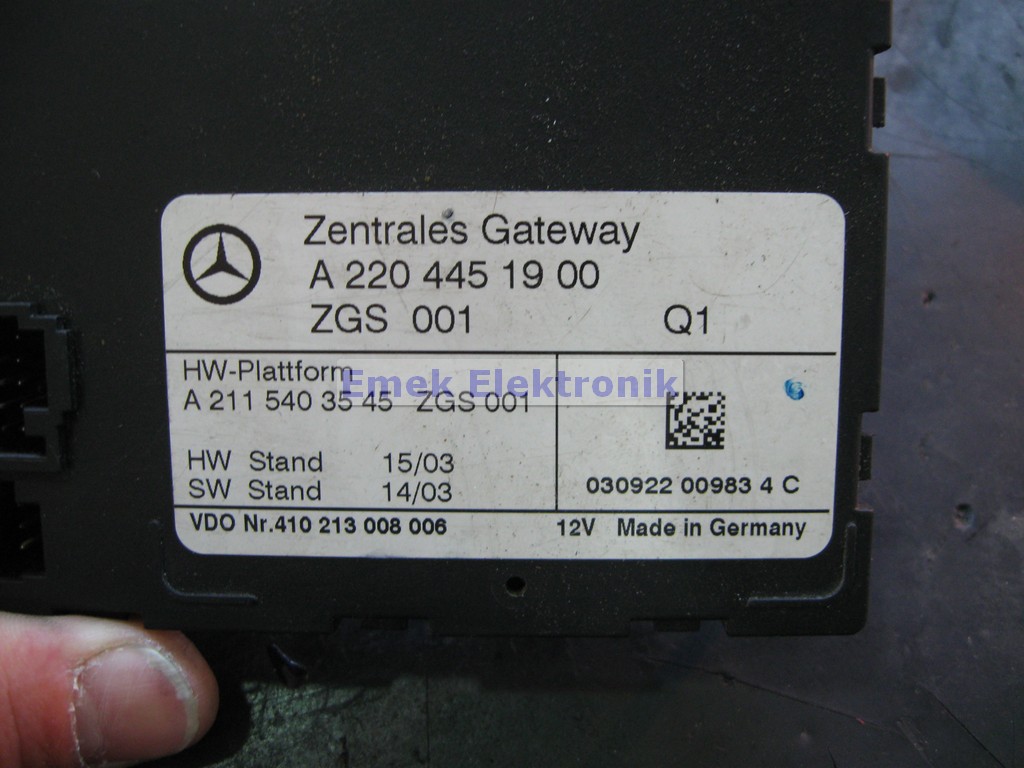 Zentrales Gateway
A 220 445 19 00
ZGS 001 Q1
HW-Plattform
Emek Elektronik
A 211 540 35 45 ZGS 001
HW Stand 15/03
SW Stand 14/03
030922 00983 4 C
VDO Nr.410 213 008 006 12V Made in Germany